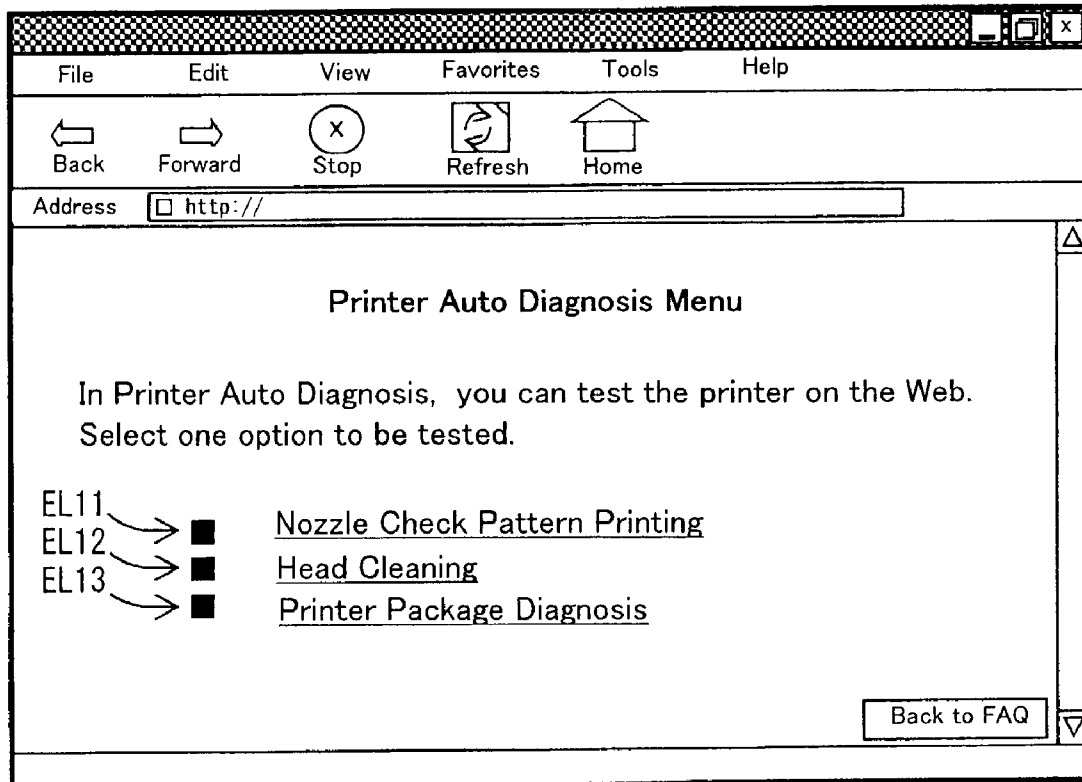 x
File Edit View Favorites Tools Help
x
Back Forward Stop Refresh Home
Address http://
Printer Auto Diagnosis Menu
In Printer Auto Diagnosis, you can test the printer on the Web.
Select one option to be tested.
EL11 Nozzle Check Pattern Printing
EL12 Head Cleaning
EL13 Printer Package Diagnosis
Back to FAQ